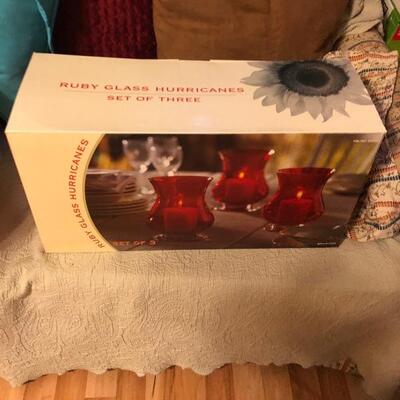 RUBY GLASS HURRICANES
SET OF THREE
RUBY GLASS HURRICANES
SET OF 3